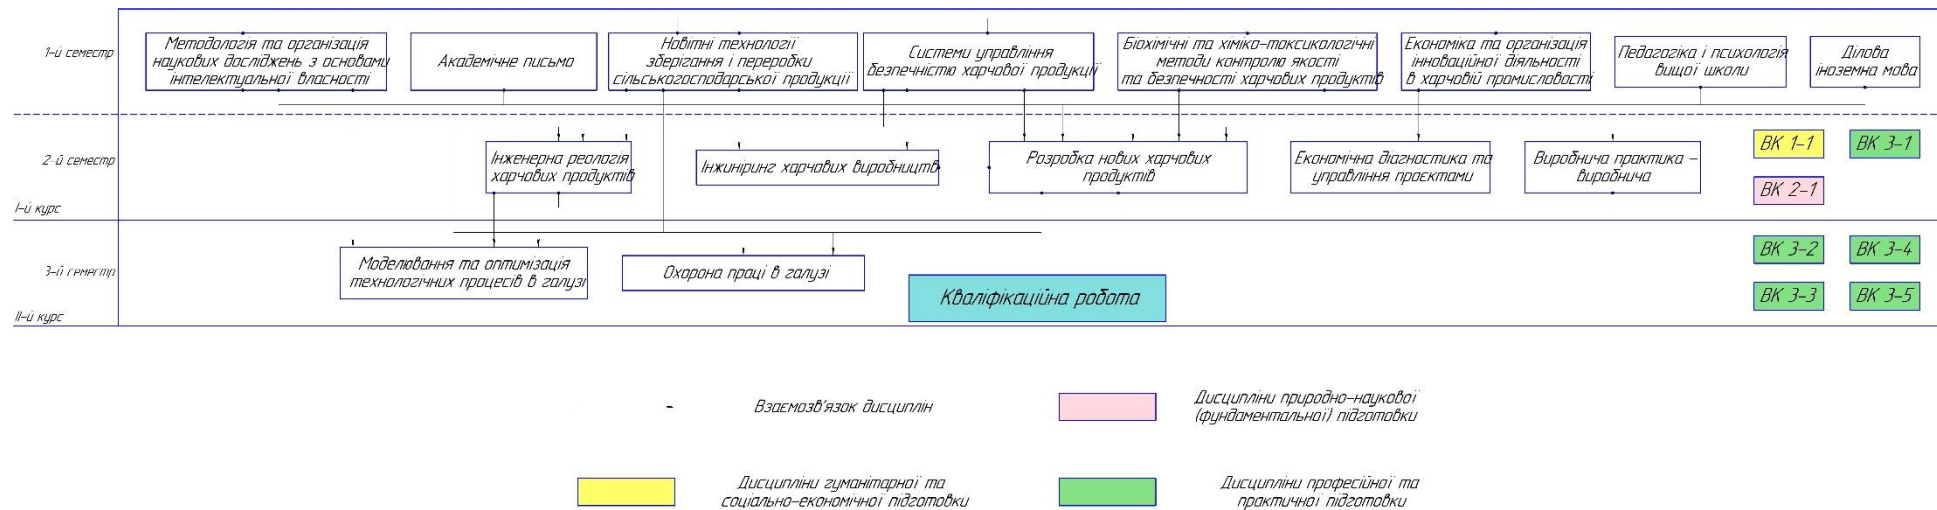 1-й семестр
Методологія та організація
наукових досліджень з основами
інтелектуальної власності
Академічне письмо
Новітні технології
зберігання і переробки
сільськогосподарської продукції
Системи управління
безпечністю харчової продукції
Біохімічні та хіміко-токсикологічні
методи контролю якості
та безпечності харчових продуктів
Економіка та організація
інноваційної діяльності
в харчовій промисловості
Педагогіка і психологія
вищої школи
Ділова
іноземна мова
2-й семестр
Інженерна реологія
харчових продуктів
Інжиніринг харчових виробництв
Розробка нових харчових
продуктів
Економічна діагностика та
управління проєктами
Виробнича практика -
виробнича
ВК 1-1
ВК 3-1
ВК 2-1
І-й курс
3-й семестр
Моделювання та оптимізація
технологічних процесів в галузі
Охорона праці в галузі
Кваліфікаційна робота
ВК 3-2
ВК 3-4
ВК 3-3
ВК 3-5
ІІ-й курс
Взаємозв'язок дисциплін
Дисципліни природно-наукової
(фундаментальної) підготовки
Дисципліни гуманітарної та
соціально-економічної підготовки
Дисципліни професійної та
практичної підготовки